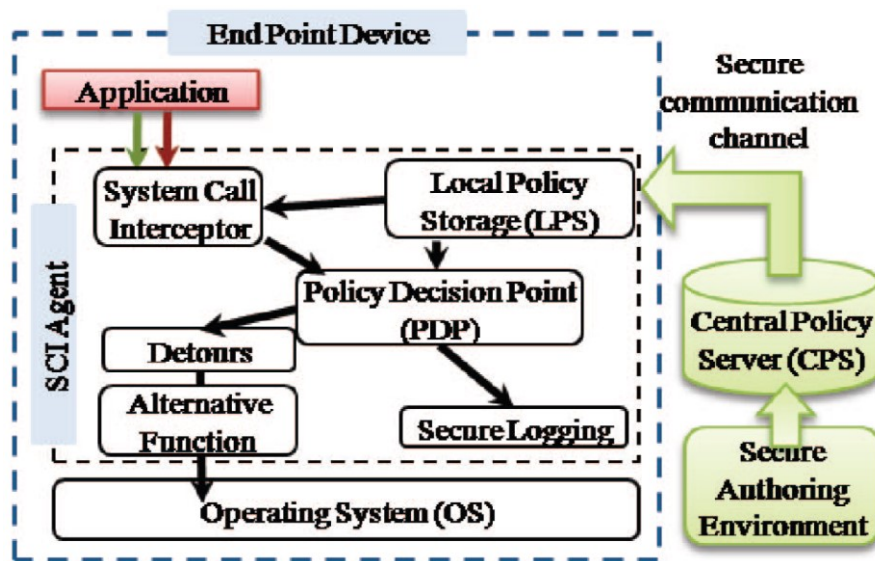 End Point Device
Application
Secure
communication
channel
System Call
Interceptor
Local Policy
Storage (LPS)
SCI Agent
Policy Decision Point
(PDP)
Central Policy
Server (CPS)
Detours
Alternative
Function
Secure Logging
Secure
Authoring
Environment
Operating System (OS)